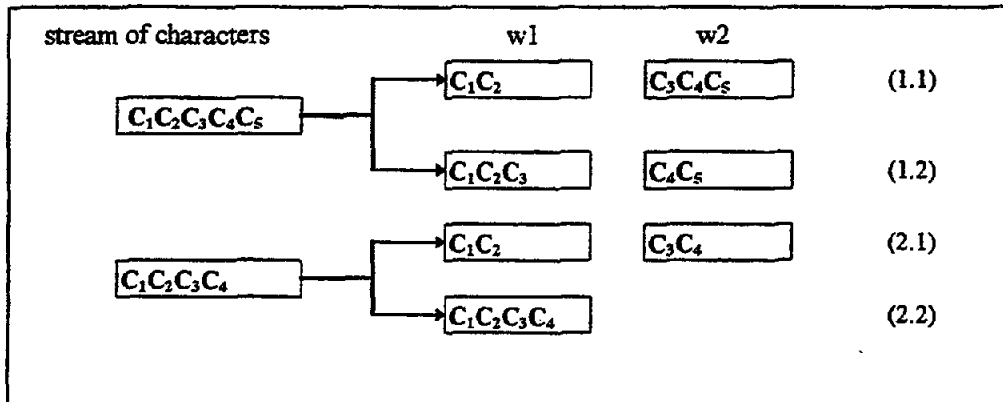 stream of characters w1 w2
C₁C₂ C₃C₄C₅ (1.1)
C₁C₂C₃C₄C₅
C₁C₂C₃ C₄C₅ (1.2)
C₁C₂ C₃C₄ (2.1)
C₁C₂C₃C₄
C₁C₂C₃C₄ (2.2)